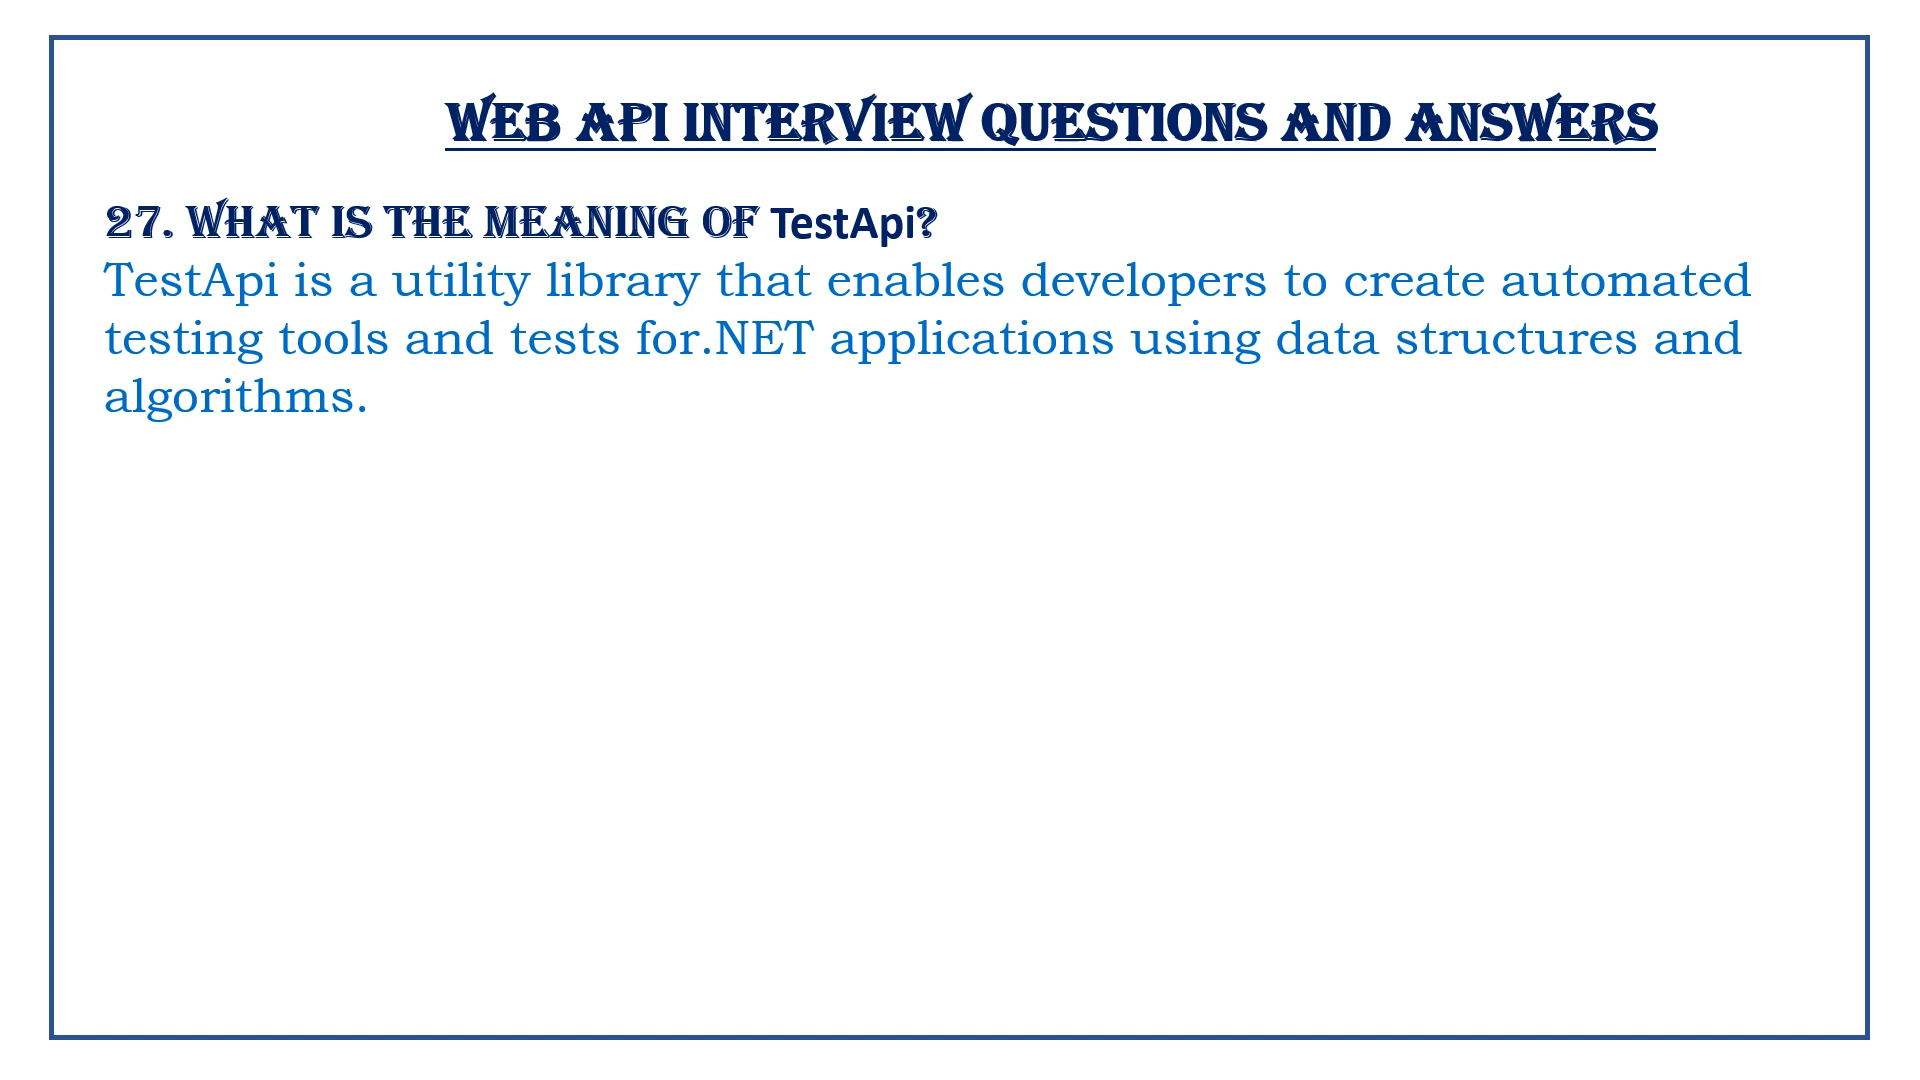 WEB API INTERVIEW QUESTIONS AND ANSWERS
27. WHAT IS THE MEANING OF TestApi?
TestApi is a utility library that enables developers to create automated
testing tools and tests for.NET applications using data structures and
algorithms.